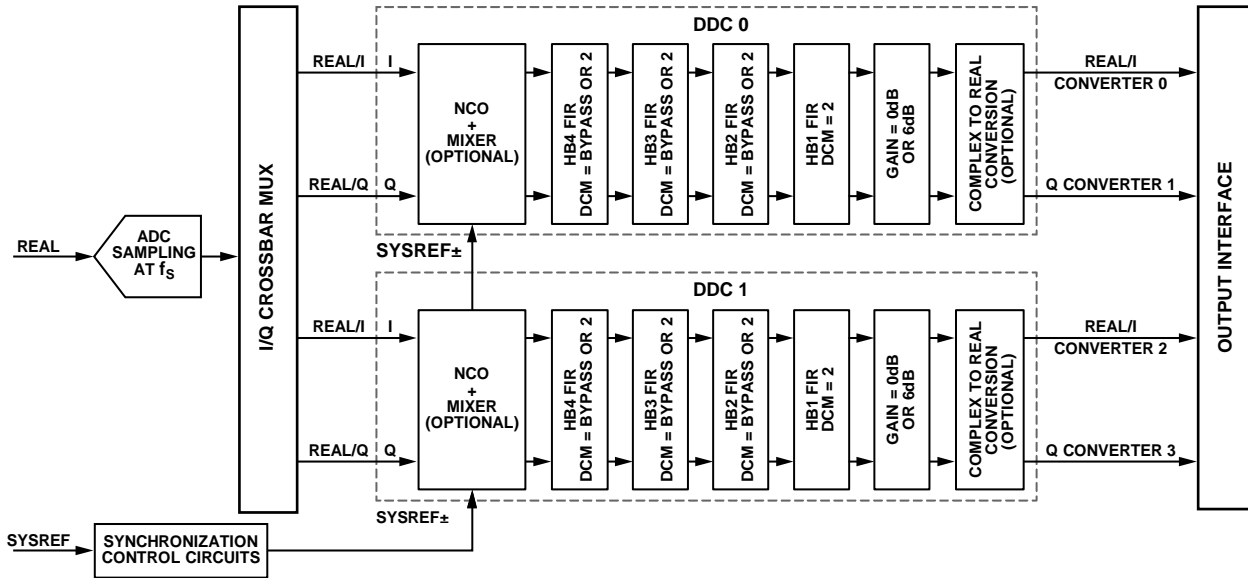 DDC 0
REAL/I I
REAL/Q Q
NCO
+
MIXER
(OPTIONAL)
HB4 FIR
DCM = BYPASS OR 2
HB3 FIR
DCM = BYPASS OR 2
HB2 FIR
DCM = BYPASS OR 2
HB1 FIR
DCM = 2
GAIN = 0dB
OR 6dB
COMPLEX TO REAL
CONVERSION
(OPTIONAL)
REAL/I
CONVERTER 0
Q CONVERTER 1
REAL
ADC
SAMPLING
AT fS
I/Q CROSSBAR MUX
SYSREF±
OUTPUT INTERFACE
DDC 1
REAL/I I
REAL/Q Q
NCO
+
MIXER
(OPTIONAL)
HB4 FIR
DCM = BYPASS OR 2
HB3 FIR
DCM = BYPASS OR 2
HB2 FIR
DCM = BYPASS OR 2
HB1 FIR
DCM = 2
GAIN = 0dB
OR 6dB
COMPLEX TO REAL
CONVERSION
(OPTIONAL)
REAL/I
CONVERTER 2
Q CONVERTER 3
SYSREF±
SYSREF
SYNCHRONIZATION
CONTROL CIRCUITS